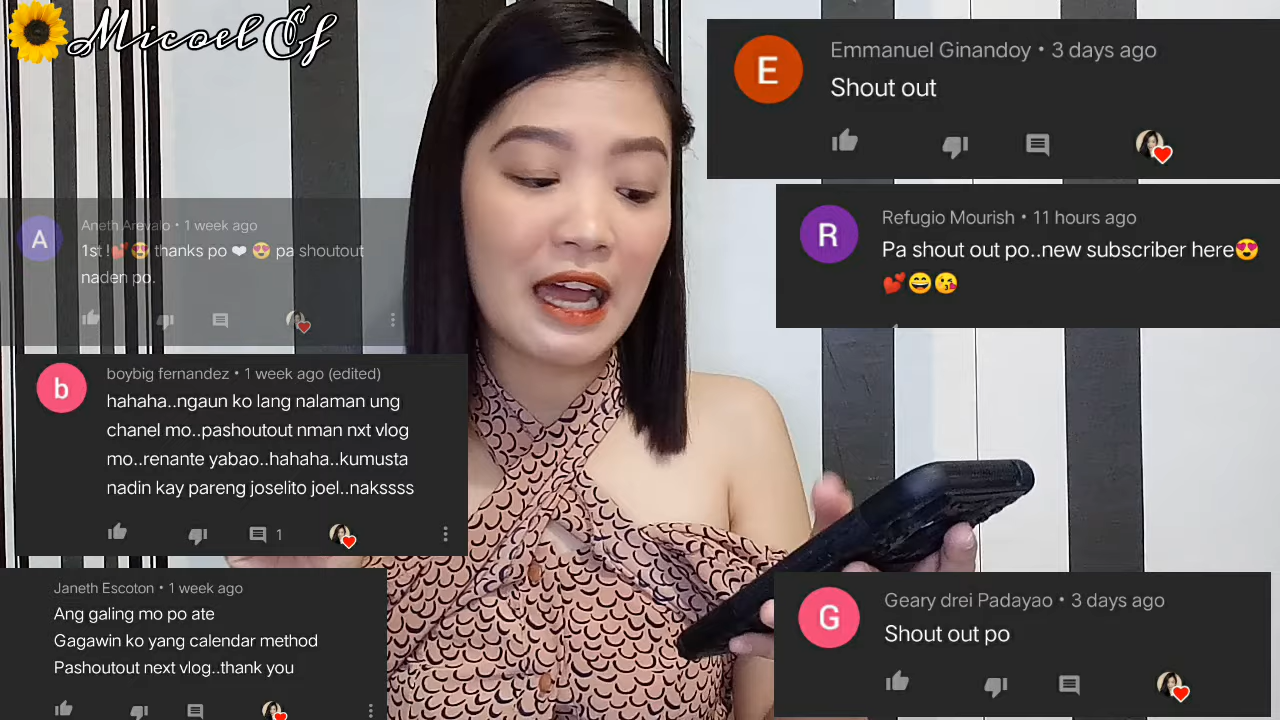 Micoel Cf
Emmanuel Ginandoy • 3 days ago
Shout out
Refugio Mourish • 11 hours ago
Pa shout out po..new subscriber here😍
💕😄😘
Aneth Arevalo • 1 week ago
1st !💕😍 thanks po ❤ 😍 pa shoutout
naden po.
boybig fernandez • 1 week ago (edited)
hahaha..ngaun ko lang nalaman ung
chanel mo..pashoutout nman nxt vlog
mo..renante yabao..hahaha..kumusta
nadin kay pareng joselito joel..nakssss
1
Janeth Escoton • 1 week ago
Ang galing mo po ate
Gagawin ko yang calendar method
Pashoutout next vlog..thank you
Geary drei Padayao • 3 days ago
Shout out po
E
R
A
b
G